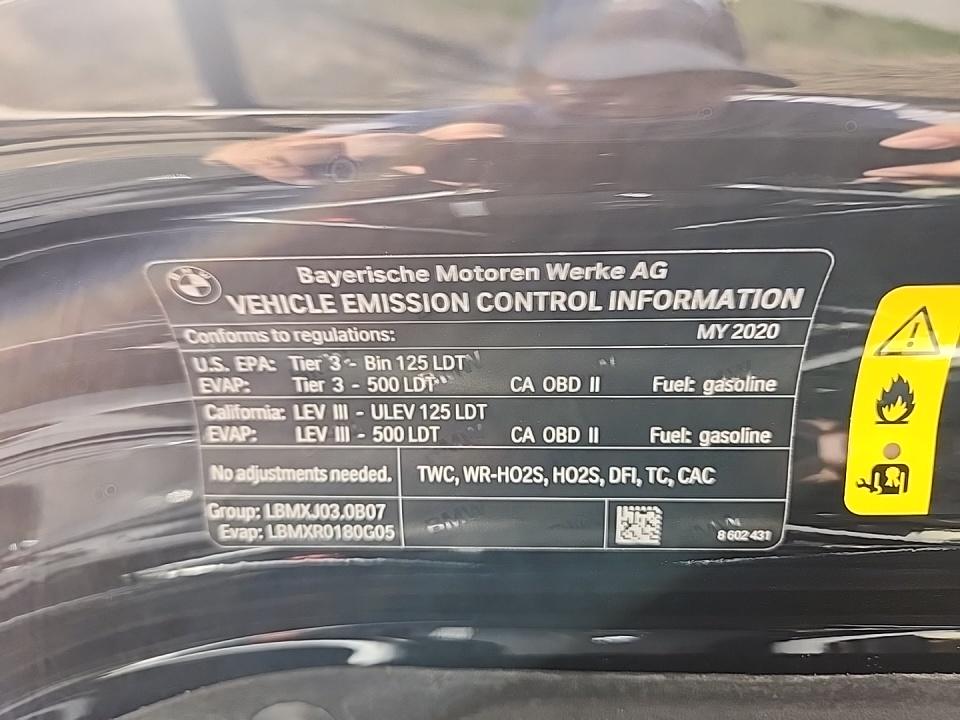 BMW
Bayerische Motoren Werke AG
VEHICLE EMISSION CONTROL INFORMATION
Conforms to regulations: MY 2020
U.S. EPA: Tier 3 - Bin 125 LDT
EVAP: Tier 3 - 500 LDT CA OBD II Fuel: gasoline
California: LEV III - ULEV 125 LDT
EVAP: LEV III - 500 LDT CA OBD II Fuel: gasoline
No adjustments needed. TWC, WR-HO2S, HO2S, DFI, TC, CAC
Group: LBMXJ03.0B07
Evap: LBMXR0180G05
8 602 431